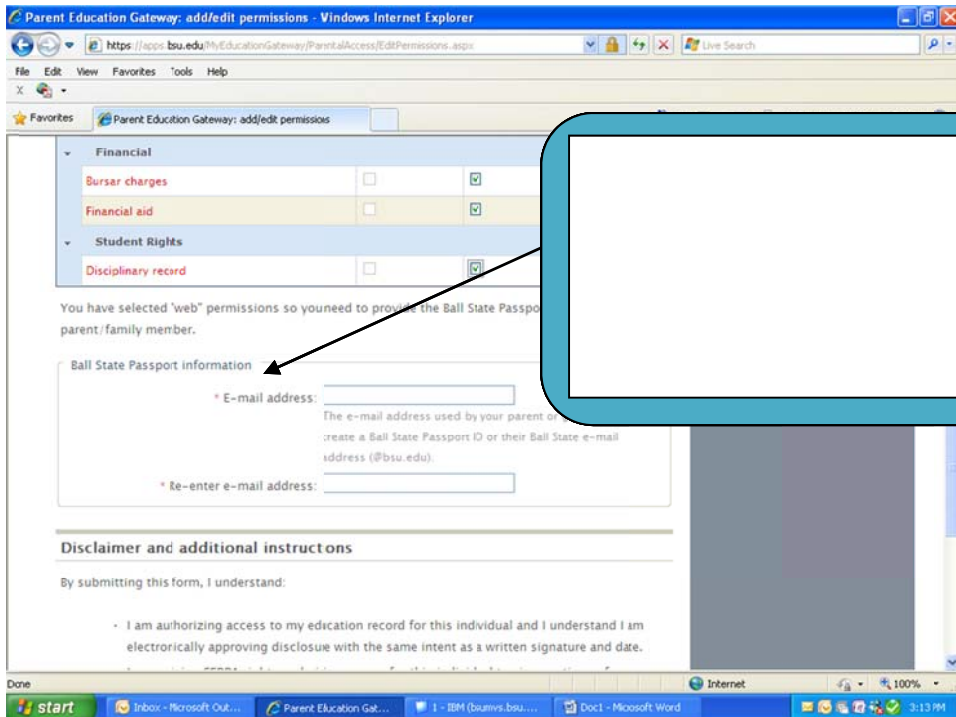 Parent Education Gateway: add/edit permissions - Vindows Internet Explorer
https://apps.bsu.edu/MyEducationGateway/ParentalAccess/EditPermissions.aspx
Live Search
File Edit View Favorites Tools Help
X
Favorites Parent Education Gateway: add/edit permissions
Financial
Bursar charges
Financial aid
Student Rights
Disciplinary record
You have selected "web" permissions so youneed to provide the Ball State Passpo
parent/family member.
Ball State Passport information
* E-mail address:
The e-mail address used by your parent or
create a Ball State Passport ID or their Ball State e-mail
address (@bsu.edu).
* Re-enter e-mail address:
Disclaimer and additional instructons
By submitting this form, I understand:
- I am authorizing access to my education record for this individual and I understand I am
electronically approving disclosue with the same intent as a written signature and date.
Done Internet 100%
start Inbox - Microsoft Out... Parent Education Gat... 1 - IBM (bsumvs.bsu.... Doc1 - Microsoft Word 3:13 PM